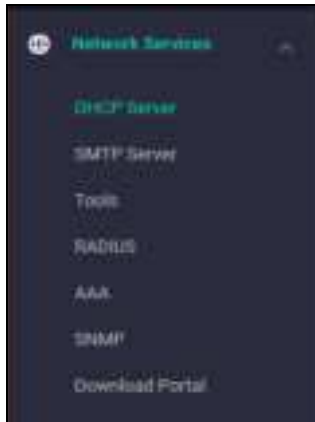 Network Services
DHCP Server
SMTP Server
Tools
RADIUS
AAA
SNMP
Download Portal